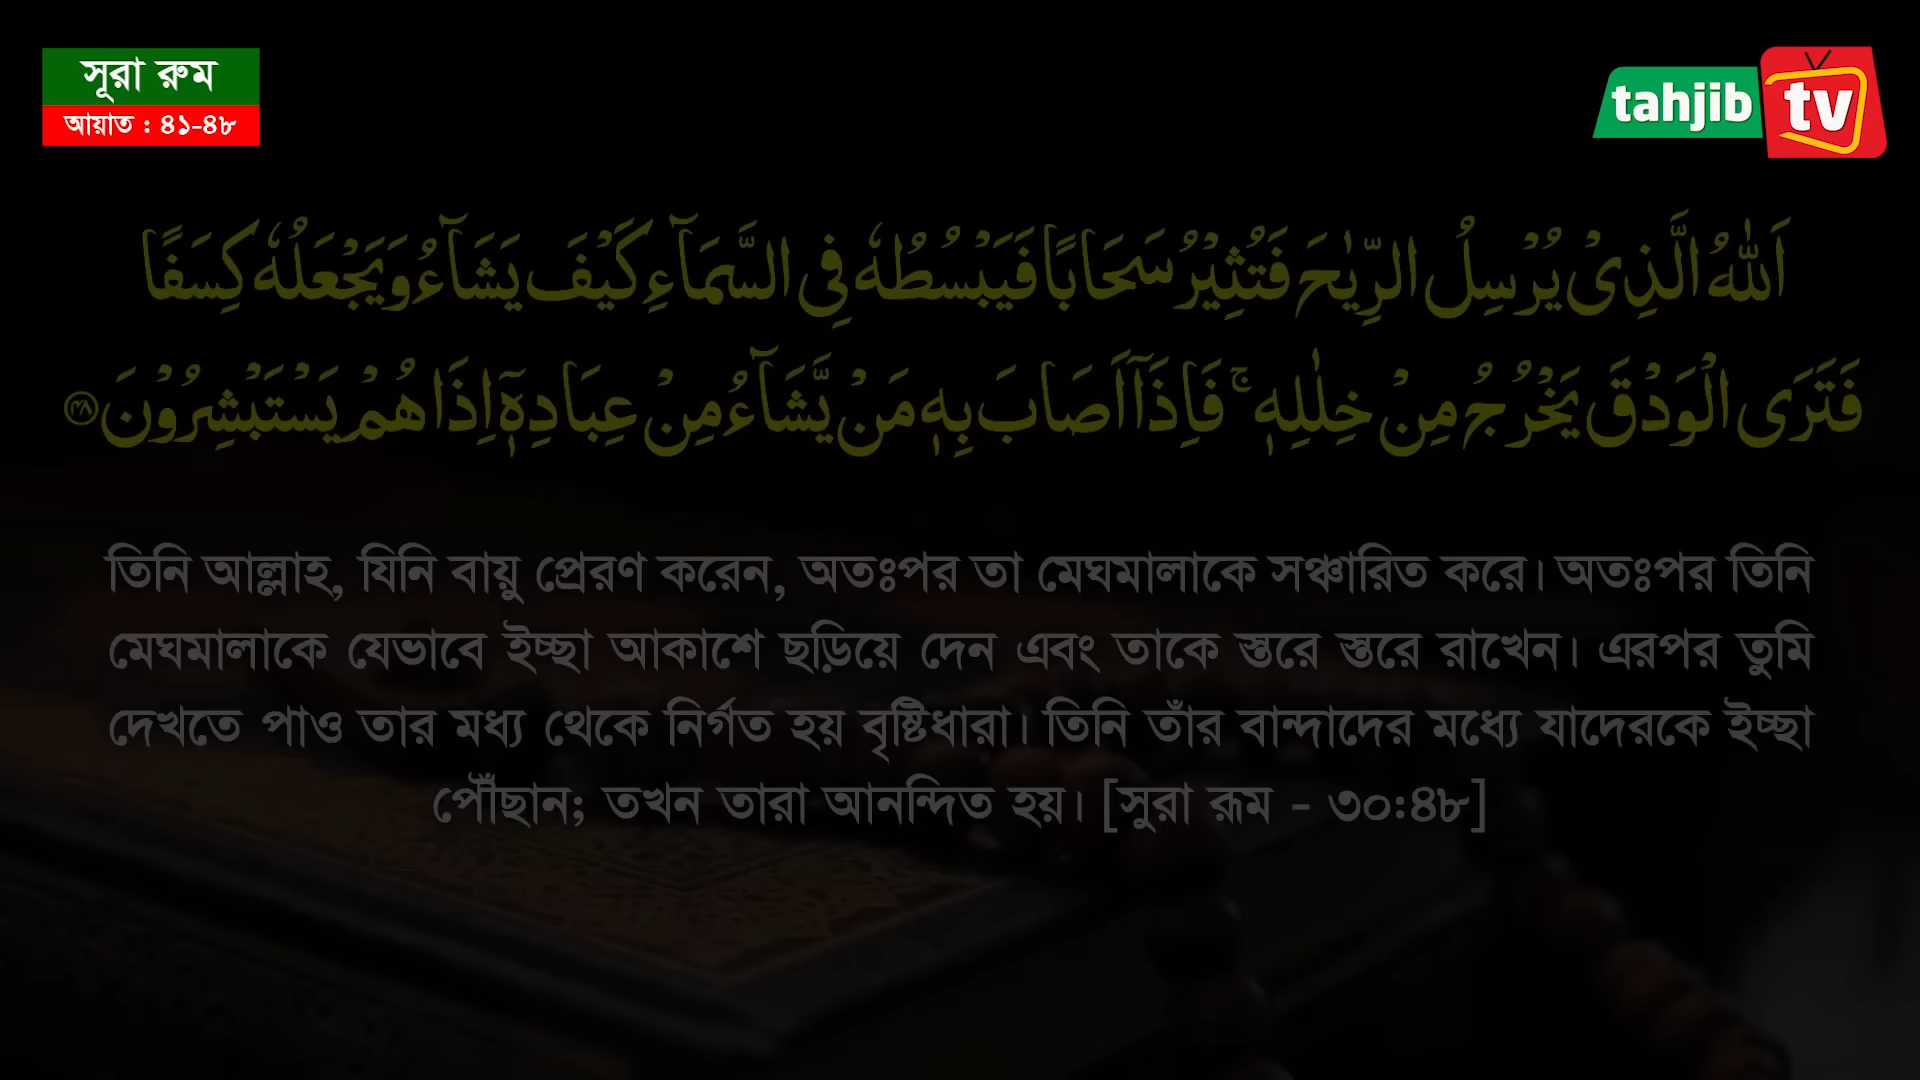 সূরা রুম
আয়াত : ৪১-৪৮
tahjib tv
اَللّٰهُ الَّذِىْ يُرْسِلُ الرِّيٰحَ فَتُثِيْرُ سَحَابًا فَيَبْسُطُهٗ فِى السَّمَآءِ كَيْفَ يَشَآءُ وَيَجْعَلُهٗ كِسَفًا
فَتَرَى الْوَدْقَ يَخْرُجُ مِنْ خِلٰلِهٖ ۚ فَاِذَآ اَصَابَ بِهٖ مَنْ يَّشَآءُ مِنْ عِبَادِهٖۤ اِذَا هُمْ يَسْتَبْشِرُوْنَ ﴿۴۸﴾
তিনি আল্লাহ, যিনি বায়ু প্রেরণ করেন, অতঃপর তা মেঘমালাকে সঞ্চারিত করে। অতঃপর তিনি
মেঘমালাকে যেভাবে ইচ্ছা আকাশে ছড়িয়ে দেন এবং তাকে স্তরে স্তরে রাখেন। এরপর তুমি
দেখতে পাও তার মধ্য থেকে নির্গত হয় বৃষ্টিধারা। তিনি তাঁর বান্দাদের মধ্যে যাদেরকে ইচ্ছা
পৌঁছান; তখন তারা আনন্দিত হয়। [সুরা রূম - ৩০:৪৮]